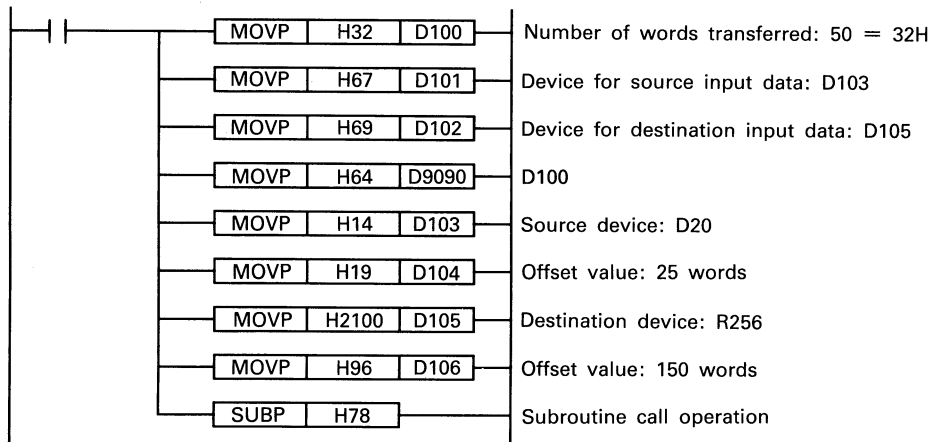 MOVP H32 D100 Number of words transferred: 50 = 32H
MOVP H67 D101 Device for source input data: D103
MOVP H69 D102 Device for destination input data: D105
MOVP H64 D9090 D100
MOVP H14 D103 Source device: D20
MOVP H19 D104 Offset value: 25 words
MOVP H2100 D105 Destination device: R256
MOVP H96 D106 Offset value: 150 words
SUBP H78 Subroutine call operation